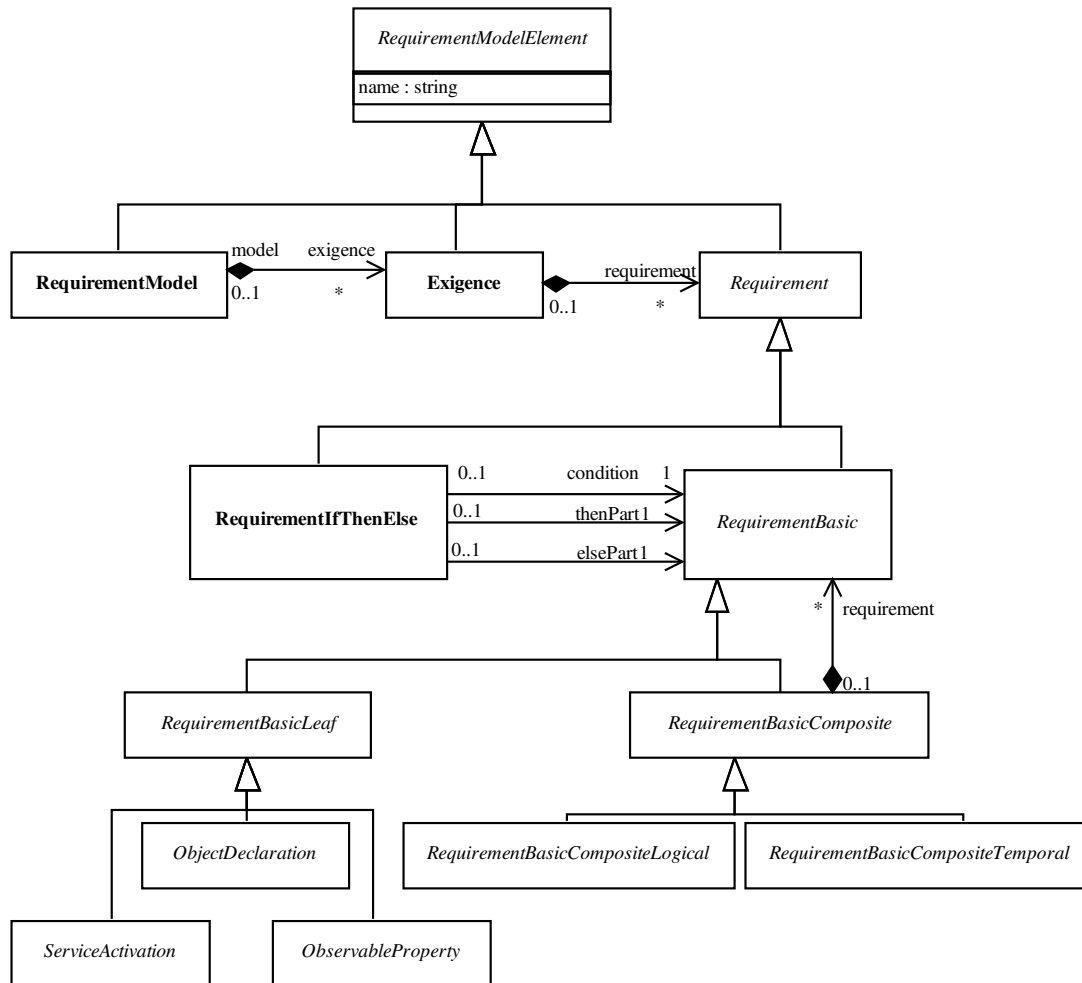 RequirementModelElement
name : string
model
exigence
RequirementModel
0..1
*
Exigence
requirement
0..1
*
Requirement
0..1
condition
1
RequirementIfThenElse
0..1
thenPart
1
RequirementBasic
0..1
elsePart
1
*
requirement
0..1
RequirementBasicLeaf
RequirementBasicComposite
ObjectDeclaration
RequirementBasicCompositeLogical
RequirementBasicCompositeTemporal
ServiceActivation
ObservableProperty